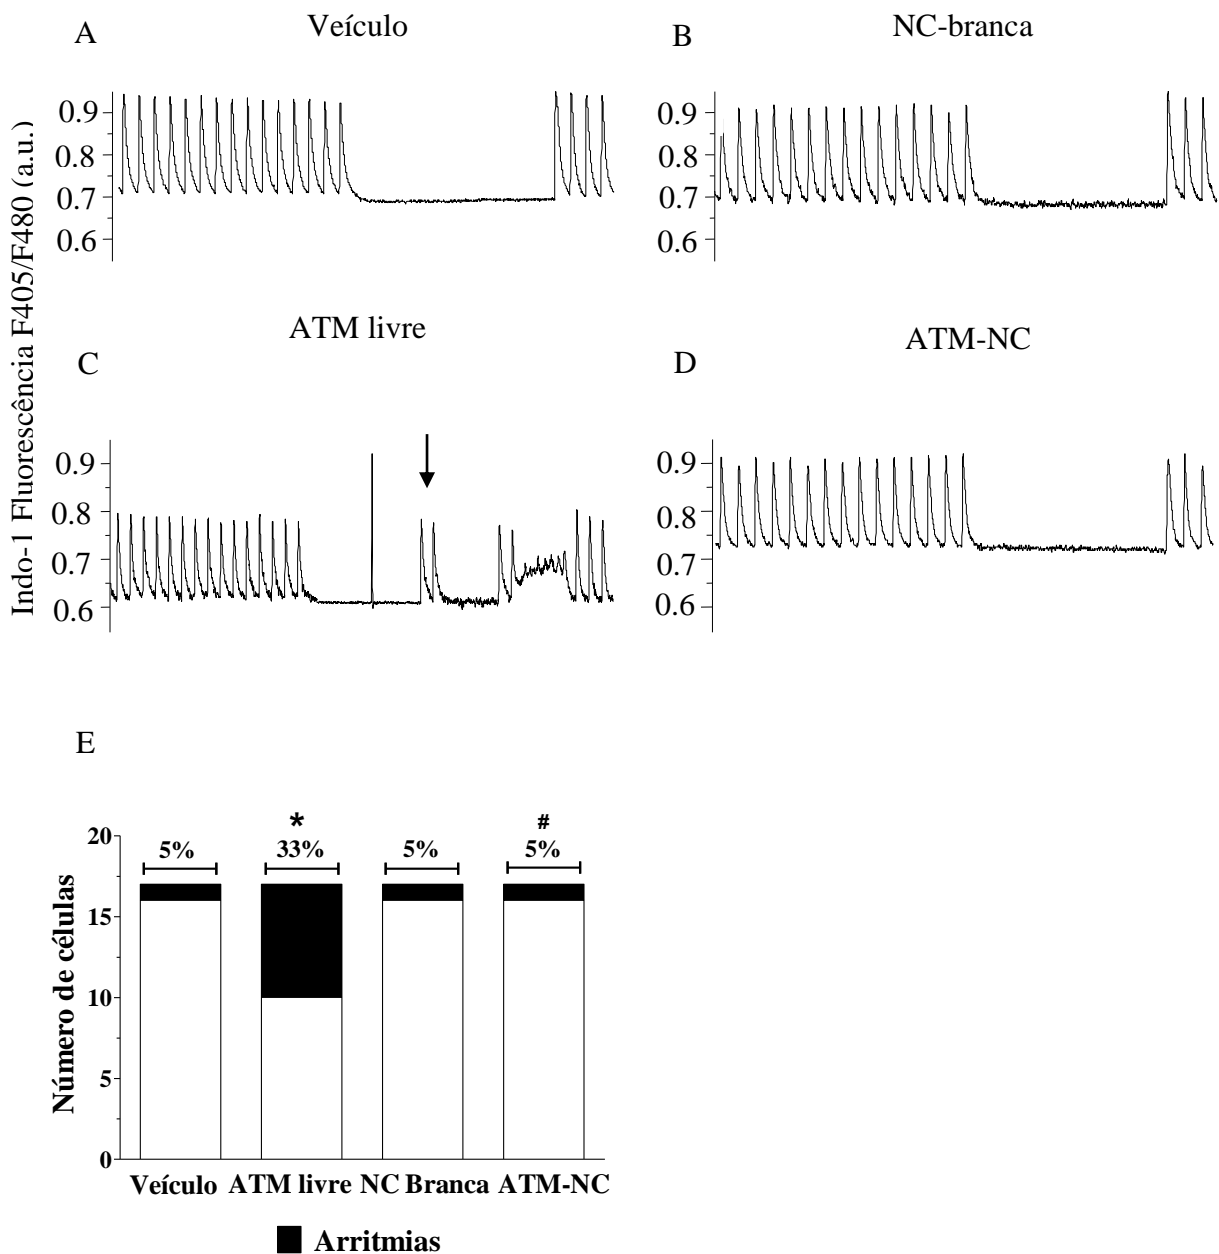 A
Veículo
B
NC-branca
0.9
0.8
0.7
0.6
0.9
0.8
0.7
0.6
Indo-1 Fluorescência F405/F480 (a.u.)
C
ATM livre
D
ATM-NC
0.9
0.8
0.7
0.6
0.9
0.8
0.7
0.6
E
* #
5% 33% 5% 5%
20
15
10
5
0
Número de células
Veículo ATM livre NC Branca ATM-NC
Arritmias